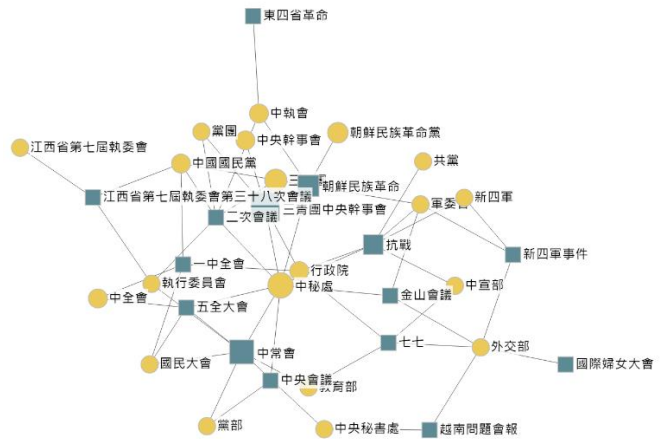 東四省革命
中執會
黨團
中央幹事會
朝鮮民族革命黨
江西省第七屆執委會
中國國民黨
共黨
三
朝鮮民族革命
江西省第七屆執委會第三十八次會議
新四軍
軍委會
三青團中央幹事會
二次會議
抗戰
新四軍事件
一中全會
行政院
執行委員會
中秘處
中宣部
中全會
金山會議
五全大會
七七
外交部
中常會
國民大會
國際婦女大會
中央會議
教育部
黨部
中央秘書處
越南問題會報